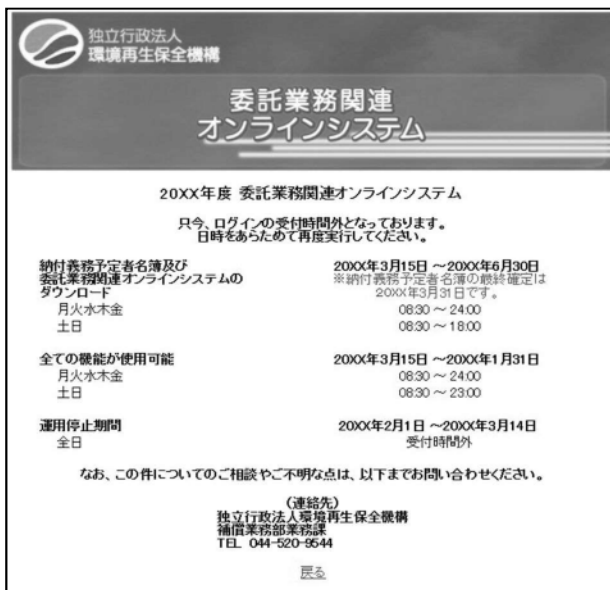 独立行政法人
環境再生保全機構
委託業務関連
オンラインシステム
20XX年度 委託業務関連オンラインシステム
只今、ログインの受付時間外となっております。
日時をあらためて再度実行してください。
納付義務予定者名簿及び
委託業務関連オンラインシステムの
ダウンロード
20XX年3月15日 ～20XX年6月30日
※納付義務予定者名簿の最終確定は
20XX年3月31日です。
月火水木金 08:30 ～ 24:00
土日 08:30 ～ 18:00
全ての機能が使用可能 20XX年3月15日 ～20XX年1月31日
月火水木金 08:30 ～ 24:00
土日 08:30 ～ 23:00
運用停止期間 20XX年2月1日 ～20XX年3月14日
全日 受付時間外
なお、この件についてのご相談やご不明な点は、以下までお問い合わせください。
(連絡先)
独立行政法人環境再生保全機構
補償業務部業務課
TEL 044-520-9544
戻る